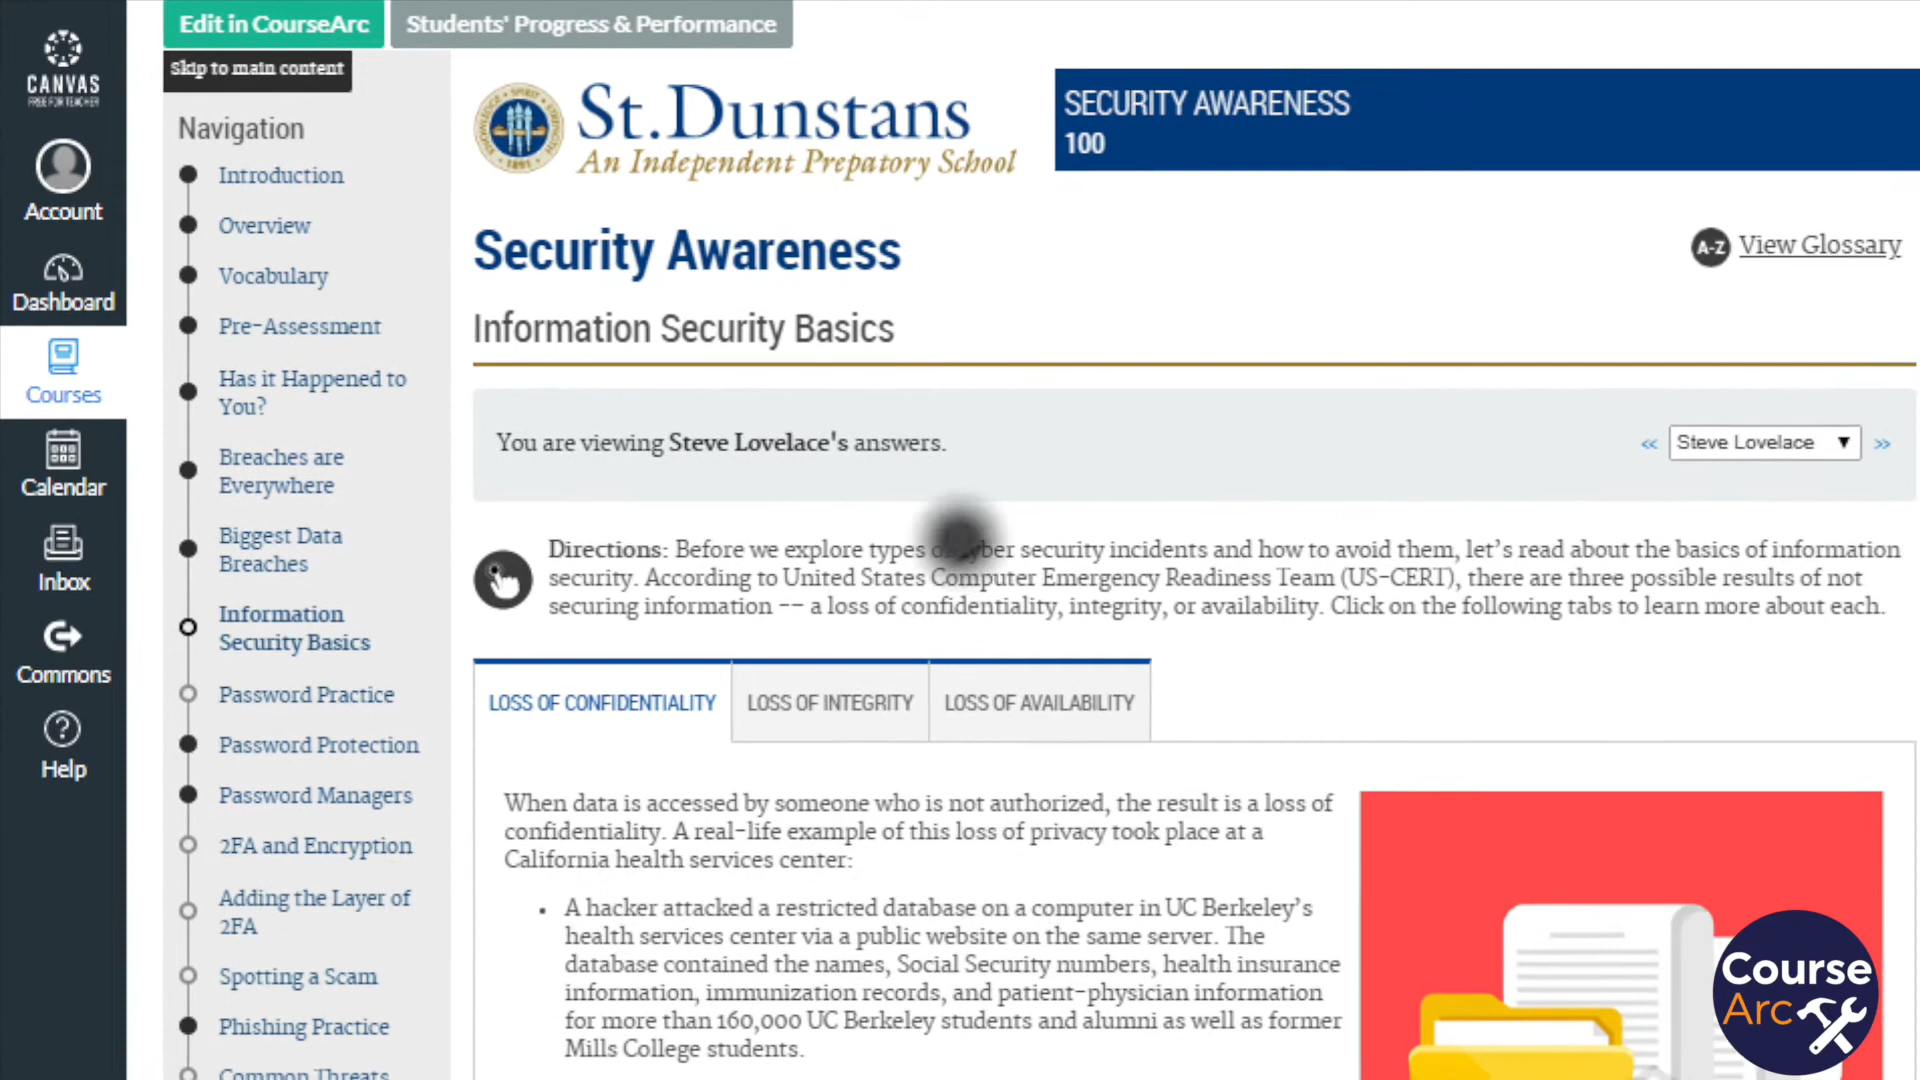 Edit in CourseArc
Students' Progress & Performance
Skip to main content
CANVAS
FREE FOR TEACHER
Account
Dashboard
Courses
Calendar
Inbox
Commons
Help
Navigation
Introduction
Overview
Vocabulary
Pre-Assessment
Has it Happened to
You?
Breaches are
Everywhere
Biggest Data
Breaches
Information
Security Basics
Password Practice
Password Protection
Password Managers
2FA and Encryption
Adding the Layer of
2FA
Spotting a Scam
Phishing Practice
Common Threats
St.Dunstans
An Independent Prepatory School
SECURITY AWARENESS
100
Security Awareness
A-Z View Glossary
Information Security Basics
You are viewing Steve Lovelace's answers.
« Steve Lovelace ▼ »
Directions: Before we explore types of cyber security incidents and how to avoid them, let's read about the basics of information
security. According to United States Computer Emergency Readiness Team (US-CERT), there are three possible results of not
securing information -- a loss of confidentiality, integrity, or availability. Click on the following tabs to learn more about each.
LOSS OF CONFIDENTIALITY
LOSS OF INTEGRITY
LOSS OF AVAILABILITY
When data is accessed by someone who is not authorized, the result is a loss of
confidentiality. A real-life example of this loss of privacy took place at a
California health services center:
• A hacker attacked a restricted database on a computer in UC Berkeley's
health services center via a public website on the same server. The
database contained the names, Social Security numbers, health insurance
information, immunization records, and patient-physician information
for more than 160,000 UC Berkeley students and alumni as well as former
Mills College students.
Course
Arc